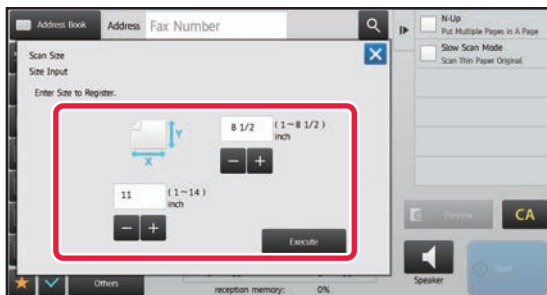 Address Book
Address
Fax Number
Scan Size
Size Input
Enter Size to Register.
Y
X
8 1/2
(1~8 1/2)
inch
11
(1~14)
inch
Execute
N-Up
Put Multiple Pages in A Page
Slow Scan Mode
Scan Thin Paper Original
Preview
CA
Speaker
Start
Others
reception memory:
0%